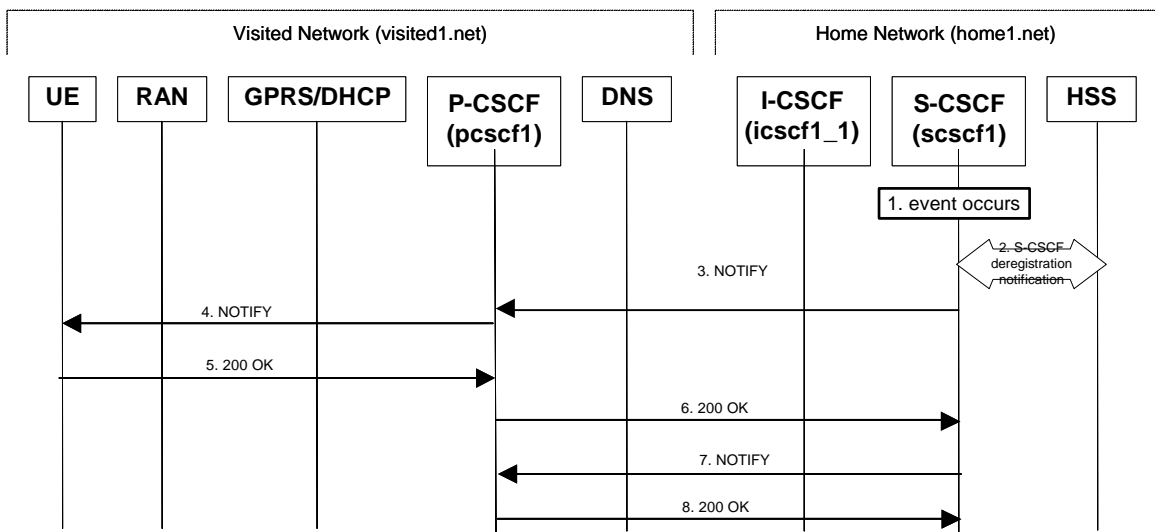 Visited Network (visited1.net)
Home Network (home1.net)
UE
RAN
GPRS/DHCP
P-CSCF
(pcscf1)
DNS
I-CSCF
(icscf1_1)
S-CSCF
(scscf1)
HSS
1. event occurs
2. S-CSCF
deregistration
notification
3. NOTIFY
4. NOTIFY
5. 200 OK
6. 200 OK
7. NOTIFY
8. 200 OK